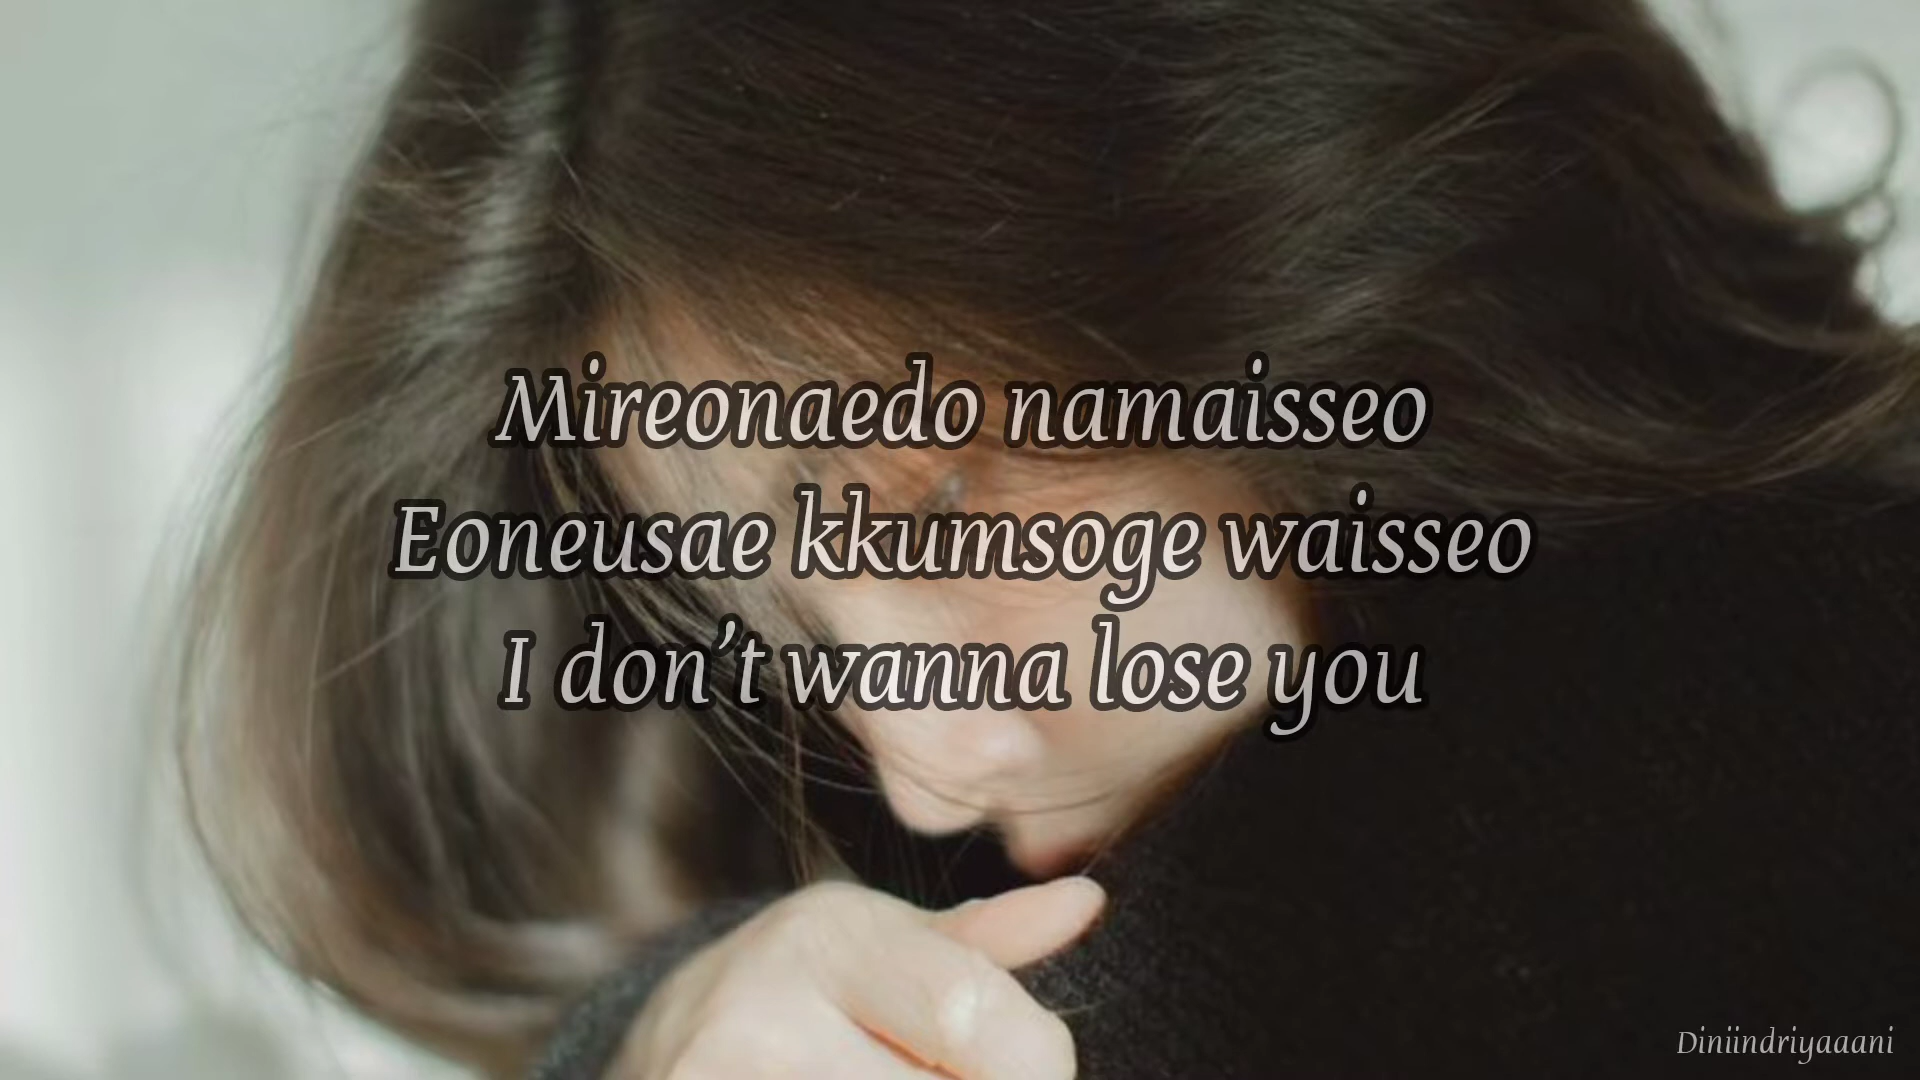 Mireonaedo namaisseo
Eoneusae kkumsoge waisseo
I don’t wanna lose you
Diniindriyaaani